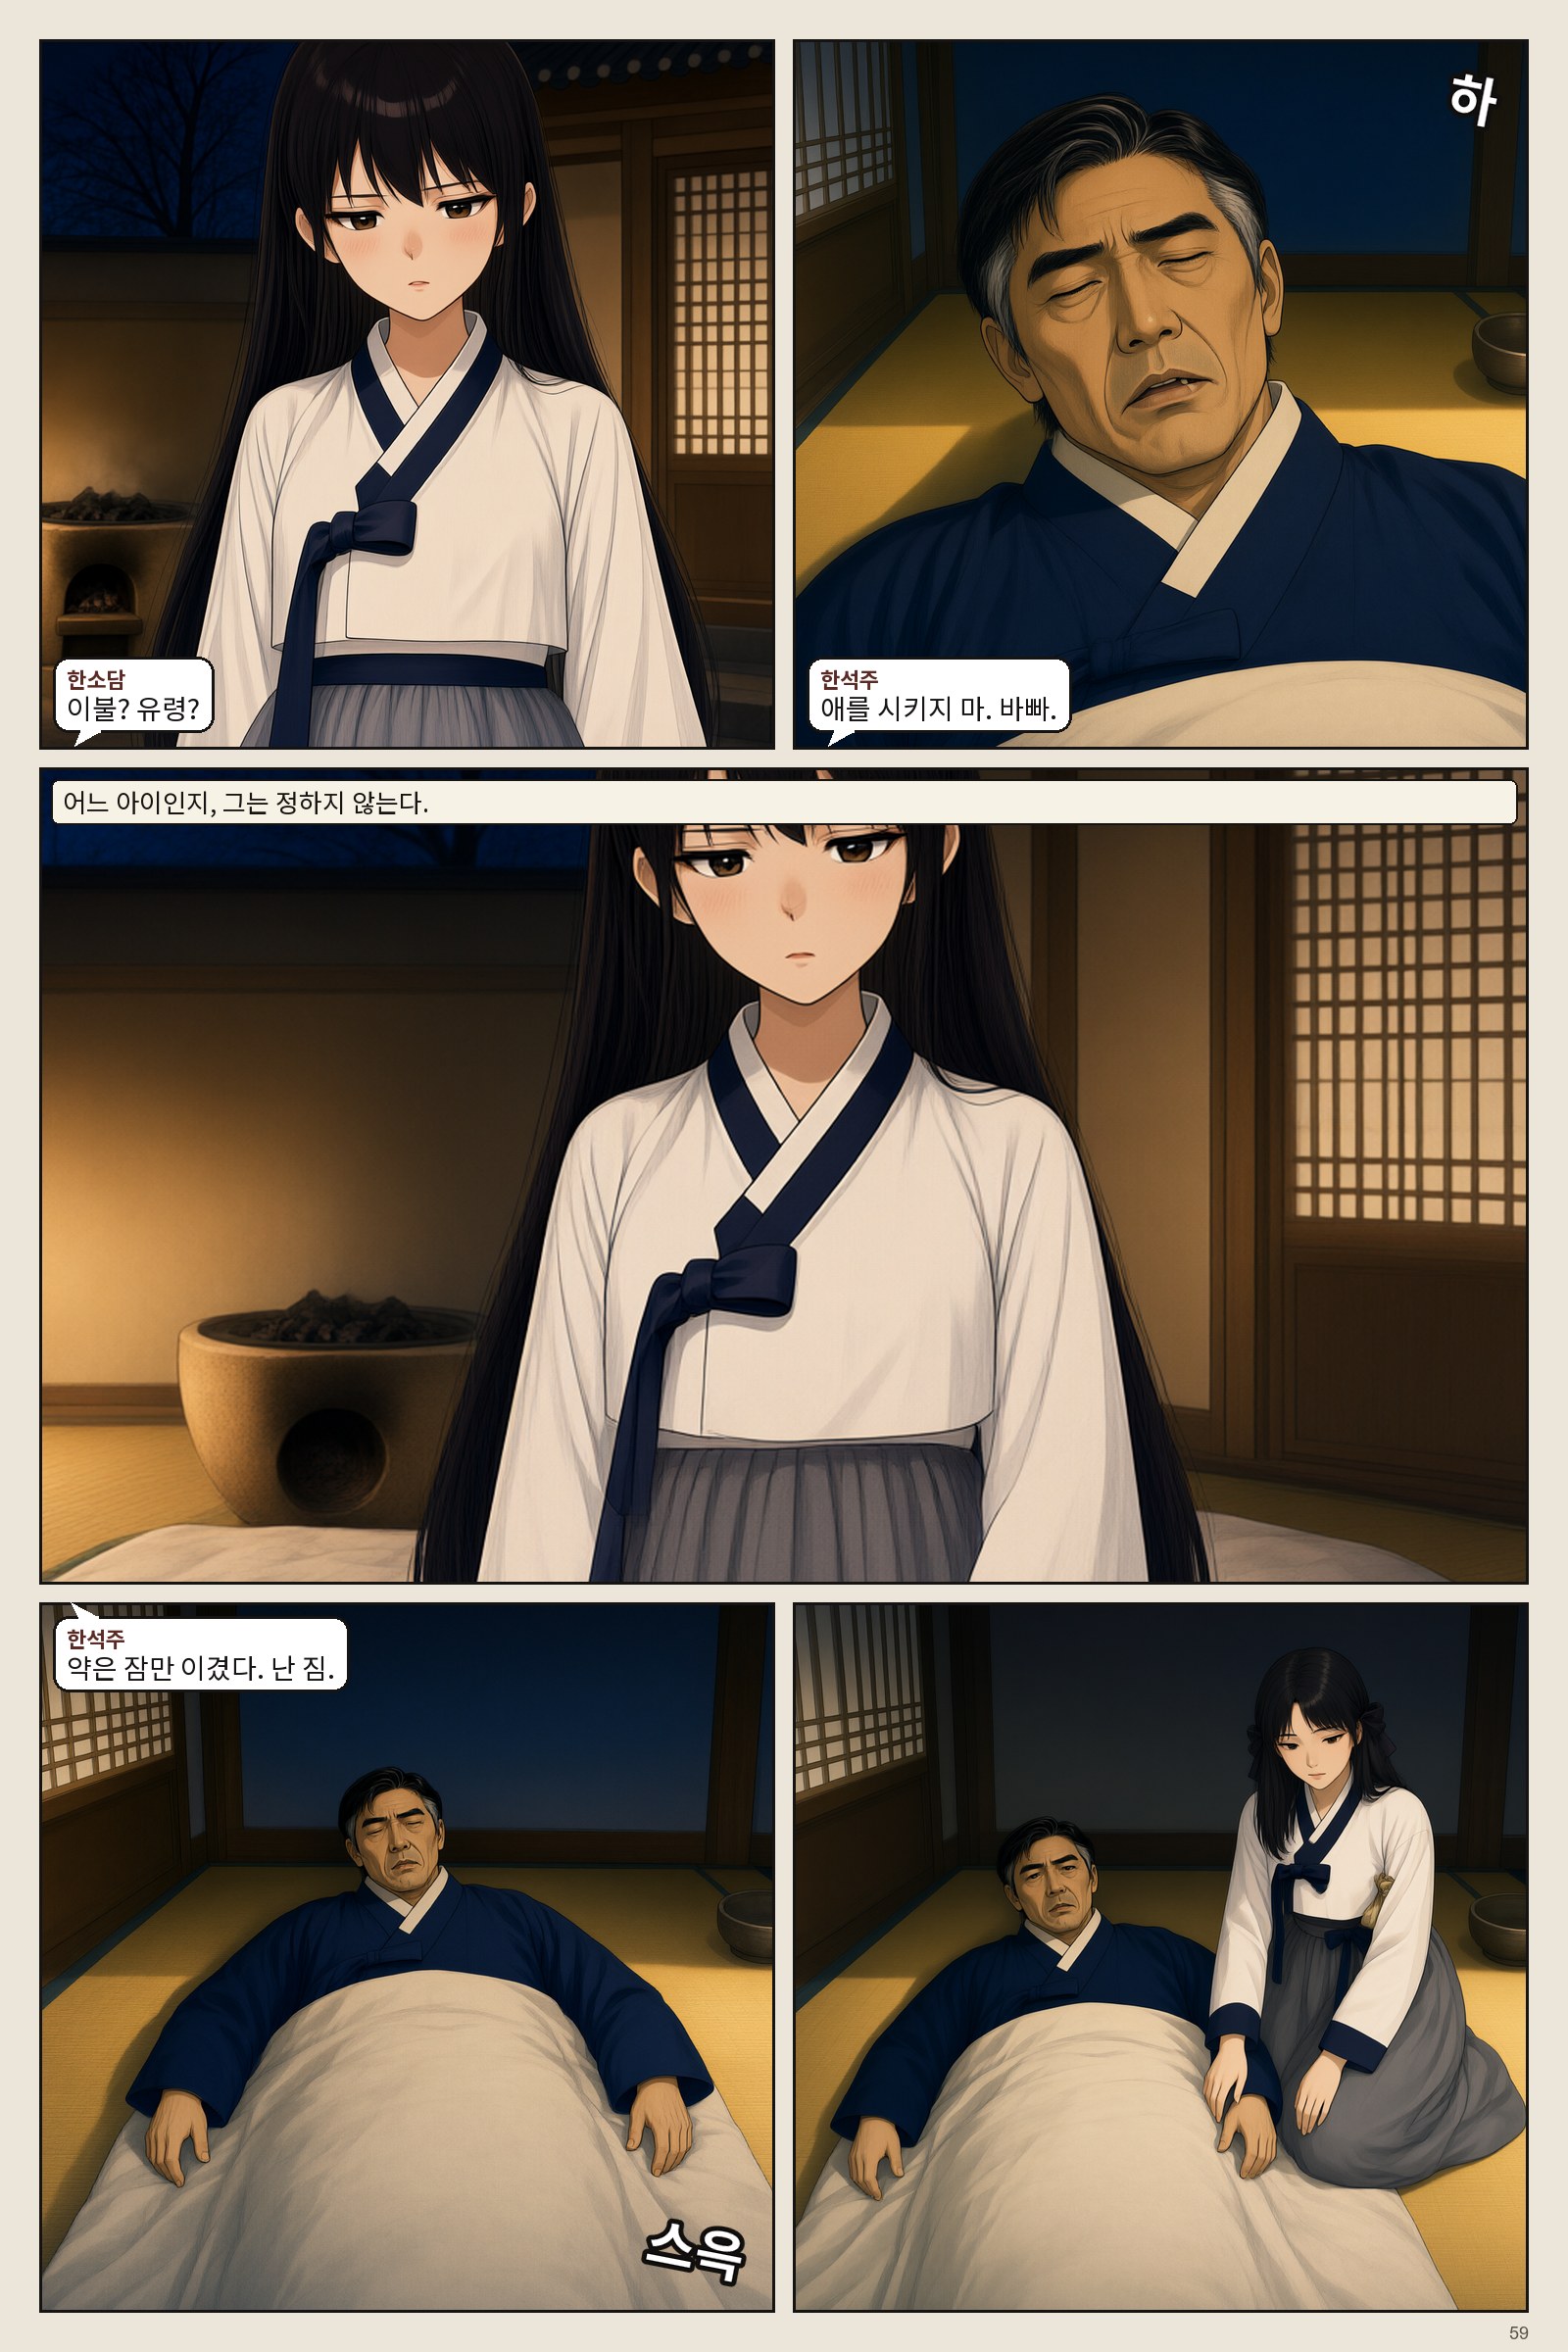 한소담
이불? 유령?
하
한석주
애를 시키지 마. 바빠.
어느 아이인지, 그는 정하지 않는다.
한석주
약은 잠만 이겼다. 난 짐.
스윽
59